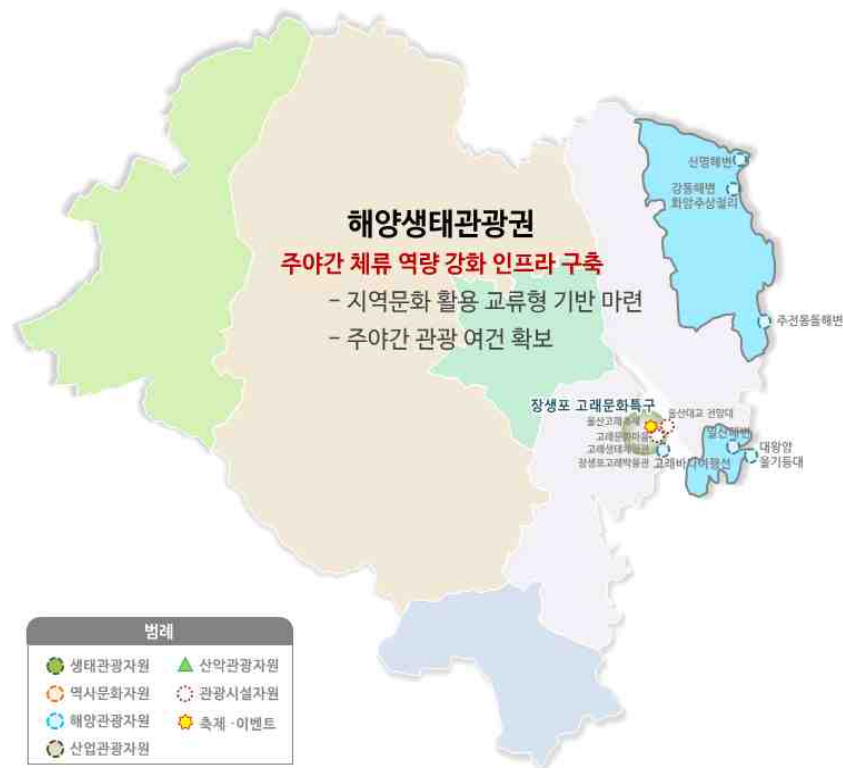 해양생태관광권
주야간 체류 역량 강화 인프라 구축
- 지역문화 활용 교류형 기반 마련
- 주야간 관광 여건 확보
신명해변
강동해변
화암주상절리
주전몽돌해변
장생포 고래문화특구
울산고래축제
울산대교 전망대
고래문화마을
고래생태체험관
장생포고래박물관
고래바다여행선
일산해변
대왕암
울기등대
범례
생태관광자원
산악관광자원
역사문화자원
관광시설자원
해양관광자원
축제·이벤트
산업관광자원